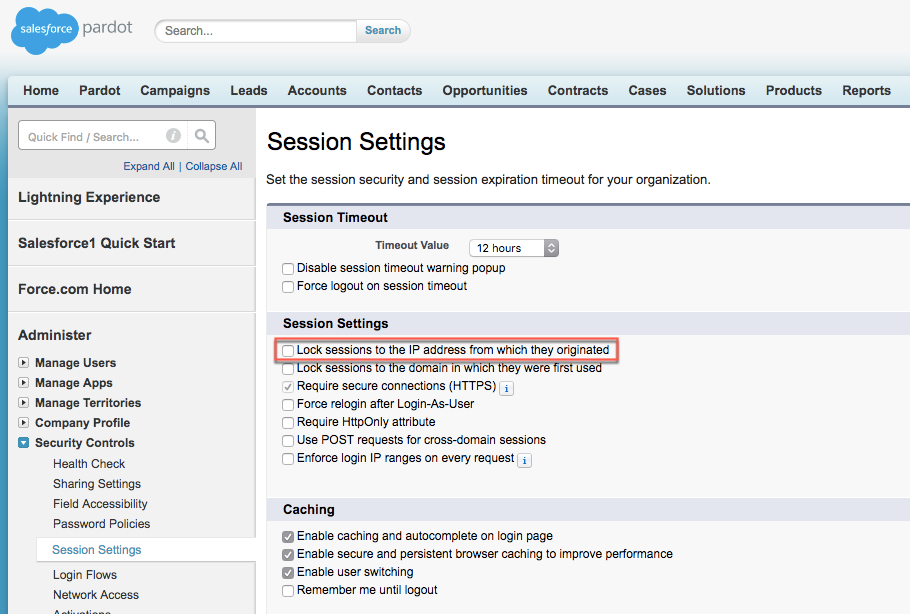 salesforce pardot
Search... Search
Home Pardot Campaigns Leads Accounts Contacts Opportunities Contracts Cases Solutions Products Reports
Quick Find / Search... i
Expand All | Collapse All
Lightning Experience
Salesforce1 Quick Start
Force.com Home
Administer
Manage Users
Manage Apps
Manage Territories
Company Profile
Security Controls
Health Check
Sharing Settings
Field Accessibility
Password Policies
Session Settings
Login Flows
Network Access
Activations
Session Settings
Set the session security and session expiration timeout for your organization.
Session Timeout
Timeout Value 12 hours
Disable session timeout warning popup
Force logout on session timeout
Session Settings
Lock sessions to the IP address from which they originated
Lock sessions to the domain in which they were first used
Require secure connections (HTTPS) i
Force relogin after Login-As-User
Require HttpOnly attribute
Use POST requests for cross-domain sessions
Enforce login IP ranges on every request i
Caching
Enable caching and autocomplete on login page
Enable secure and persistent browser caching to improve performance
Enable user switching
Remember me until logout